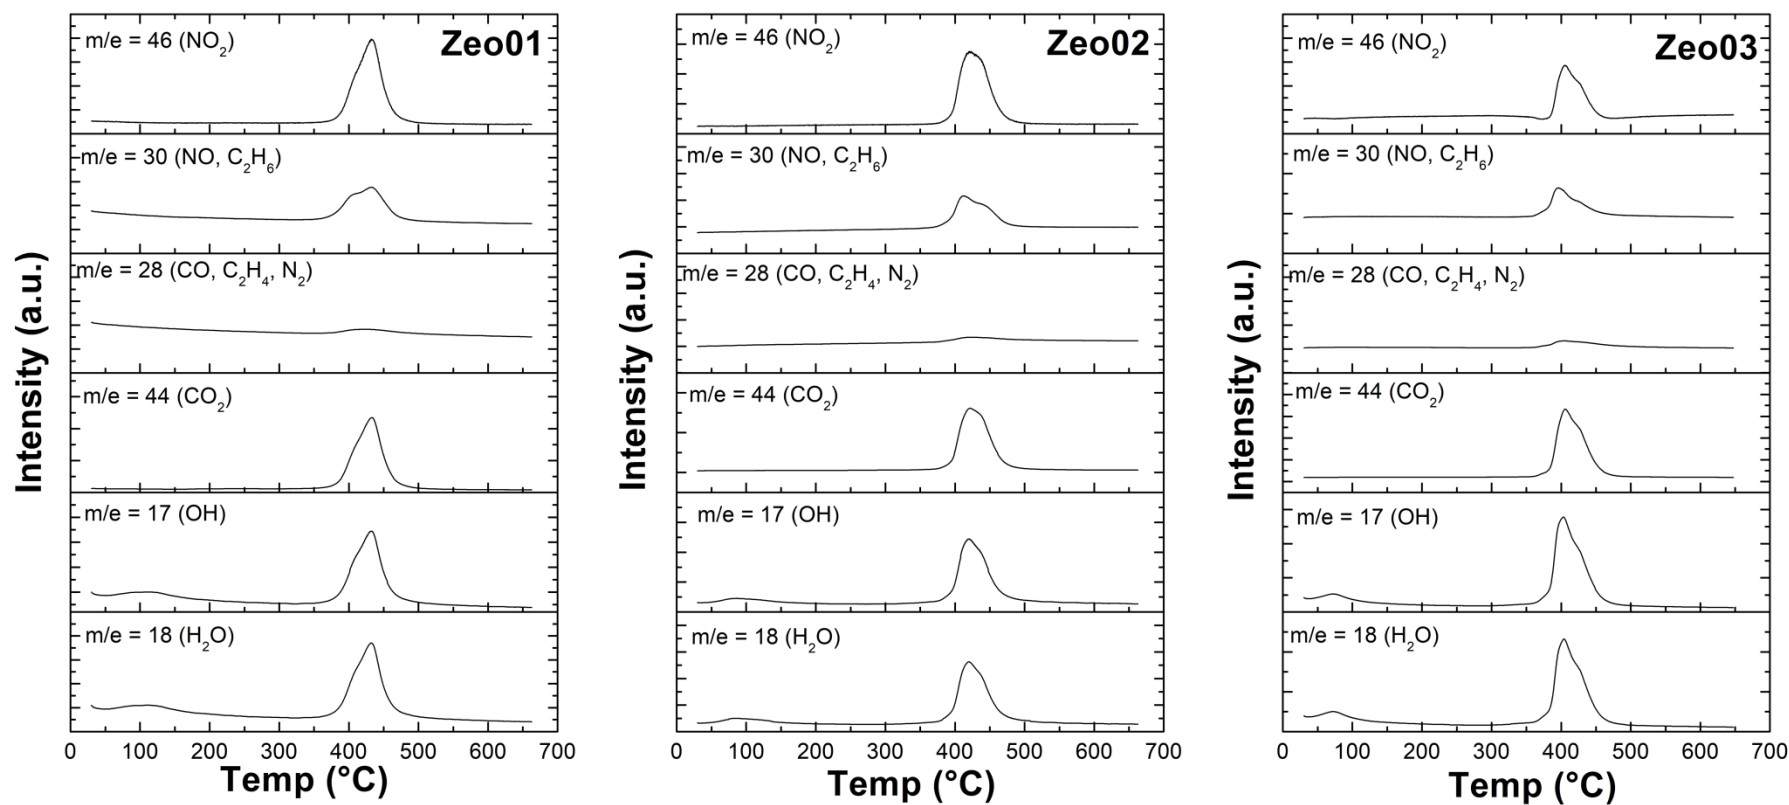 Zeo01
m/e = 46 (NO₂)
m/e = 30 (NO, C₂H₆)
m/e = 28 (CO, C₂H₄, N₂)
m/e = 44 (CO₂)
m/e = 17 (OH)
m/e = 18 (H₂O)
Intensity (a.u.)
0 100 200 300 400 500 600 700
Temp (°C)
Zeo02
m/e = 46 (NO₂)
m/e = 30 (NO, C₂H₆)
m/e = 28 (CO, C₂H₄, N₂)
m/e = 44 (CO₂)
m/e = 17 (OH)
m/e = 18 (H₂O)
Intensity (a.u.)
0 100 200 300 400 500 600 700
Temp (°C)
Zeo03
m/e = 46 (NO₂)
m/e = 30 (NO, C₂H₆)
m/e = 28 (CO, C₂H₄, N₂)
m/e = 44 (CO₂)
m/e = 17 (OH)
m/e = 18 (H₂O)
Intensity (a.u.)
0 100 200 300 400 500 600 700
Temp (°C)